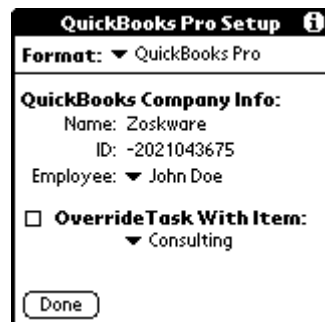 QuickBooks Pro Setup
Format: QuickBooks Pro
QuickBooks Company Info:
Name: Zoskware
ID: -2021043675
Employee: John Doe
OverrideTask With Item:
Consulting
Done